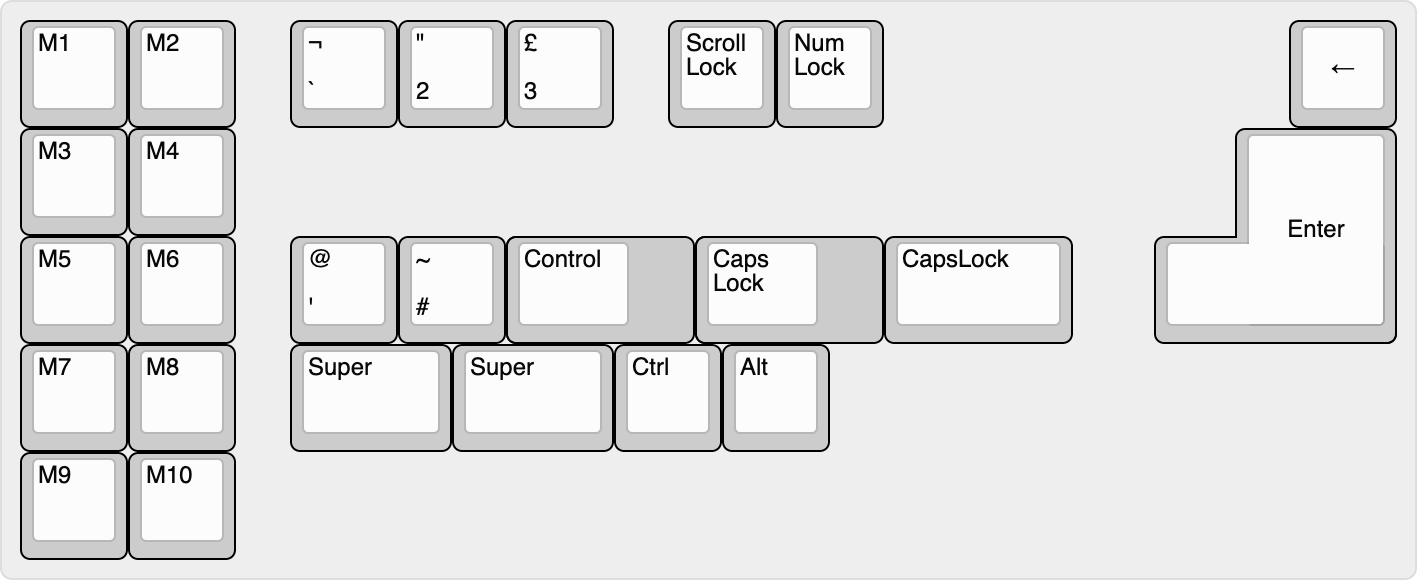 M1
M2
¬
`
"
2
£
3
Scroll
Lock
Num
Lock
←
M3
M4
Enter
M5
M6
@
'
~
#
Control
Caps
Lock
CapsLock
M7
M8
Super
Super
Ctrl
Alt
M9
M10